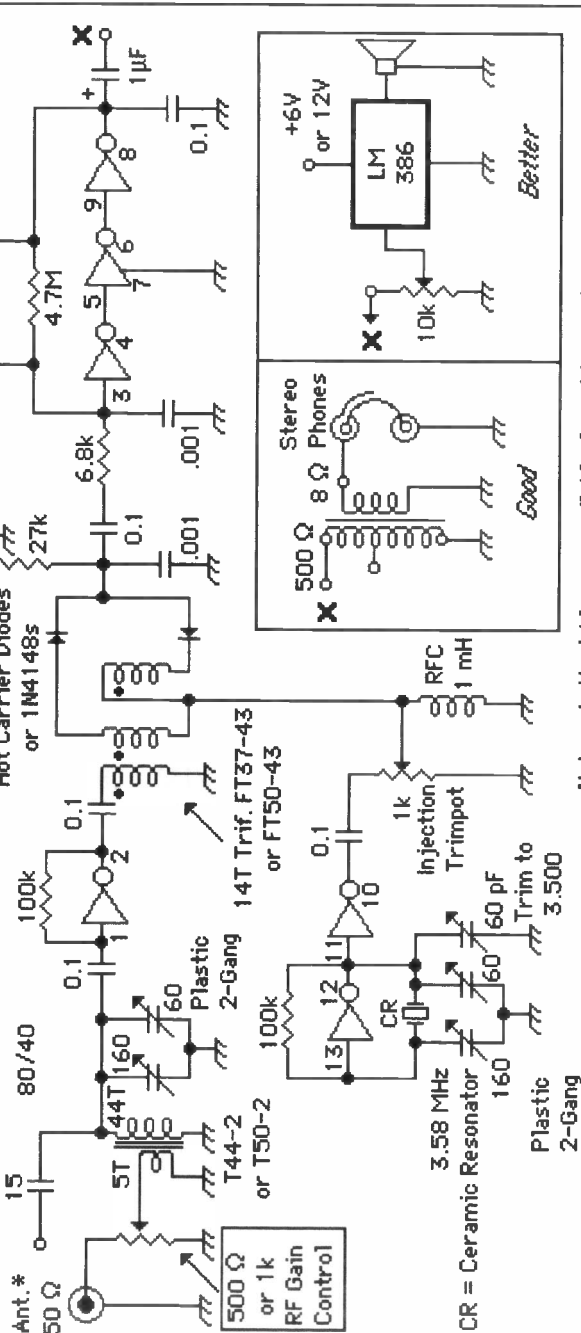 Ant.*
50 Ω
15
80/40
500 Ω
or 1k
RF Gain
Control
5T
44T
160
60
Plastic
2-Gang
T44-2
or T50-2
0.1
100k
1
2
0.1
14T Trif. FT37-43
or FT50-43
Hot Carrier Diodes
or 1N4148s
27k
0.1
.001
6.8k
.001
4.7M
3
4
5
6
7
9
8
+
1µF
X
0.1
100k
13
12
11
10
0.1
CR
3.58 MHz
CR = Ceramic Resonator
160
60
60 pF
Trim to
3.500
Plastic
2-Gang
1k
Injection
Trimpot
RFC
1 mH
X
500 Ω
8 Ω
Stereo
Phones
Good
X
10k
+6V
or 12V
LM
386
Better